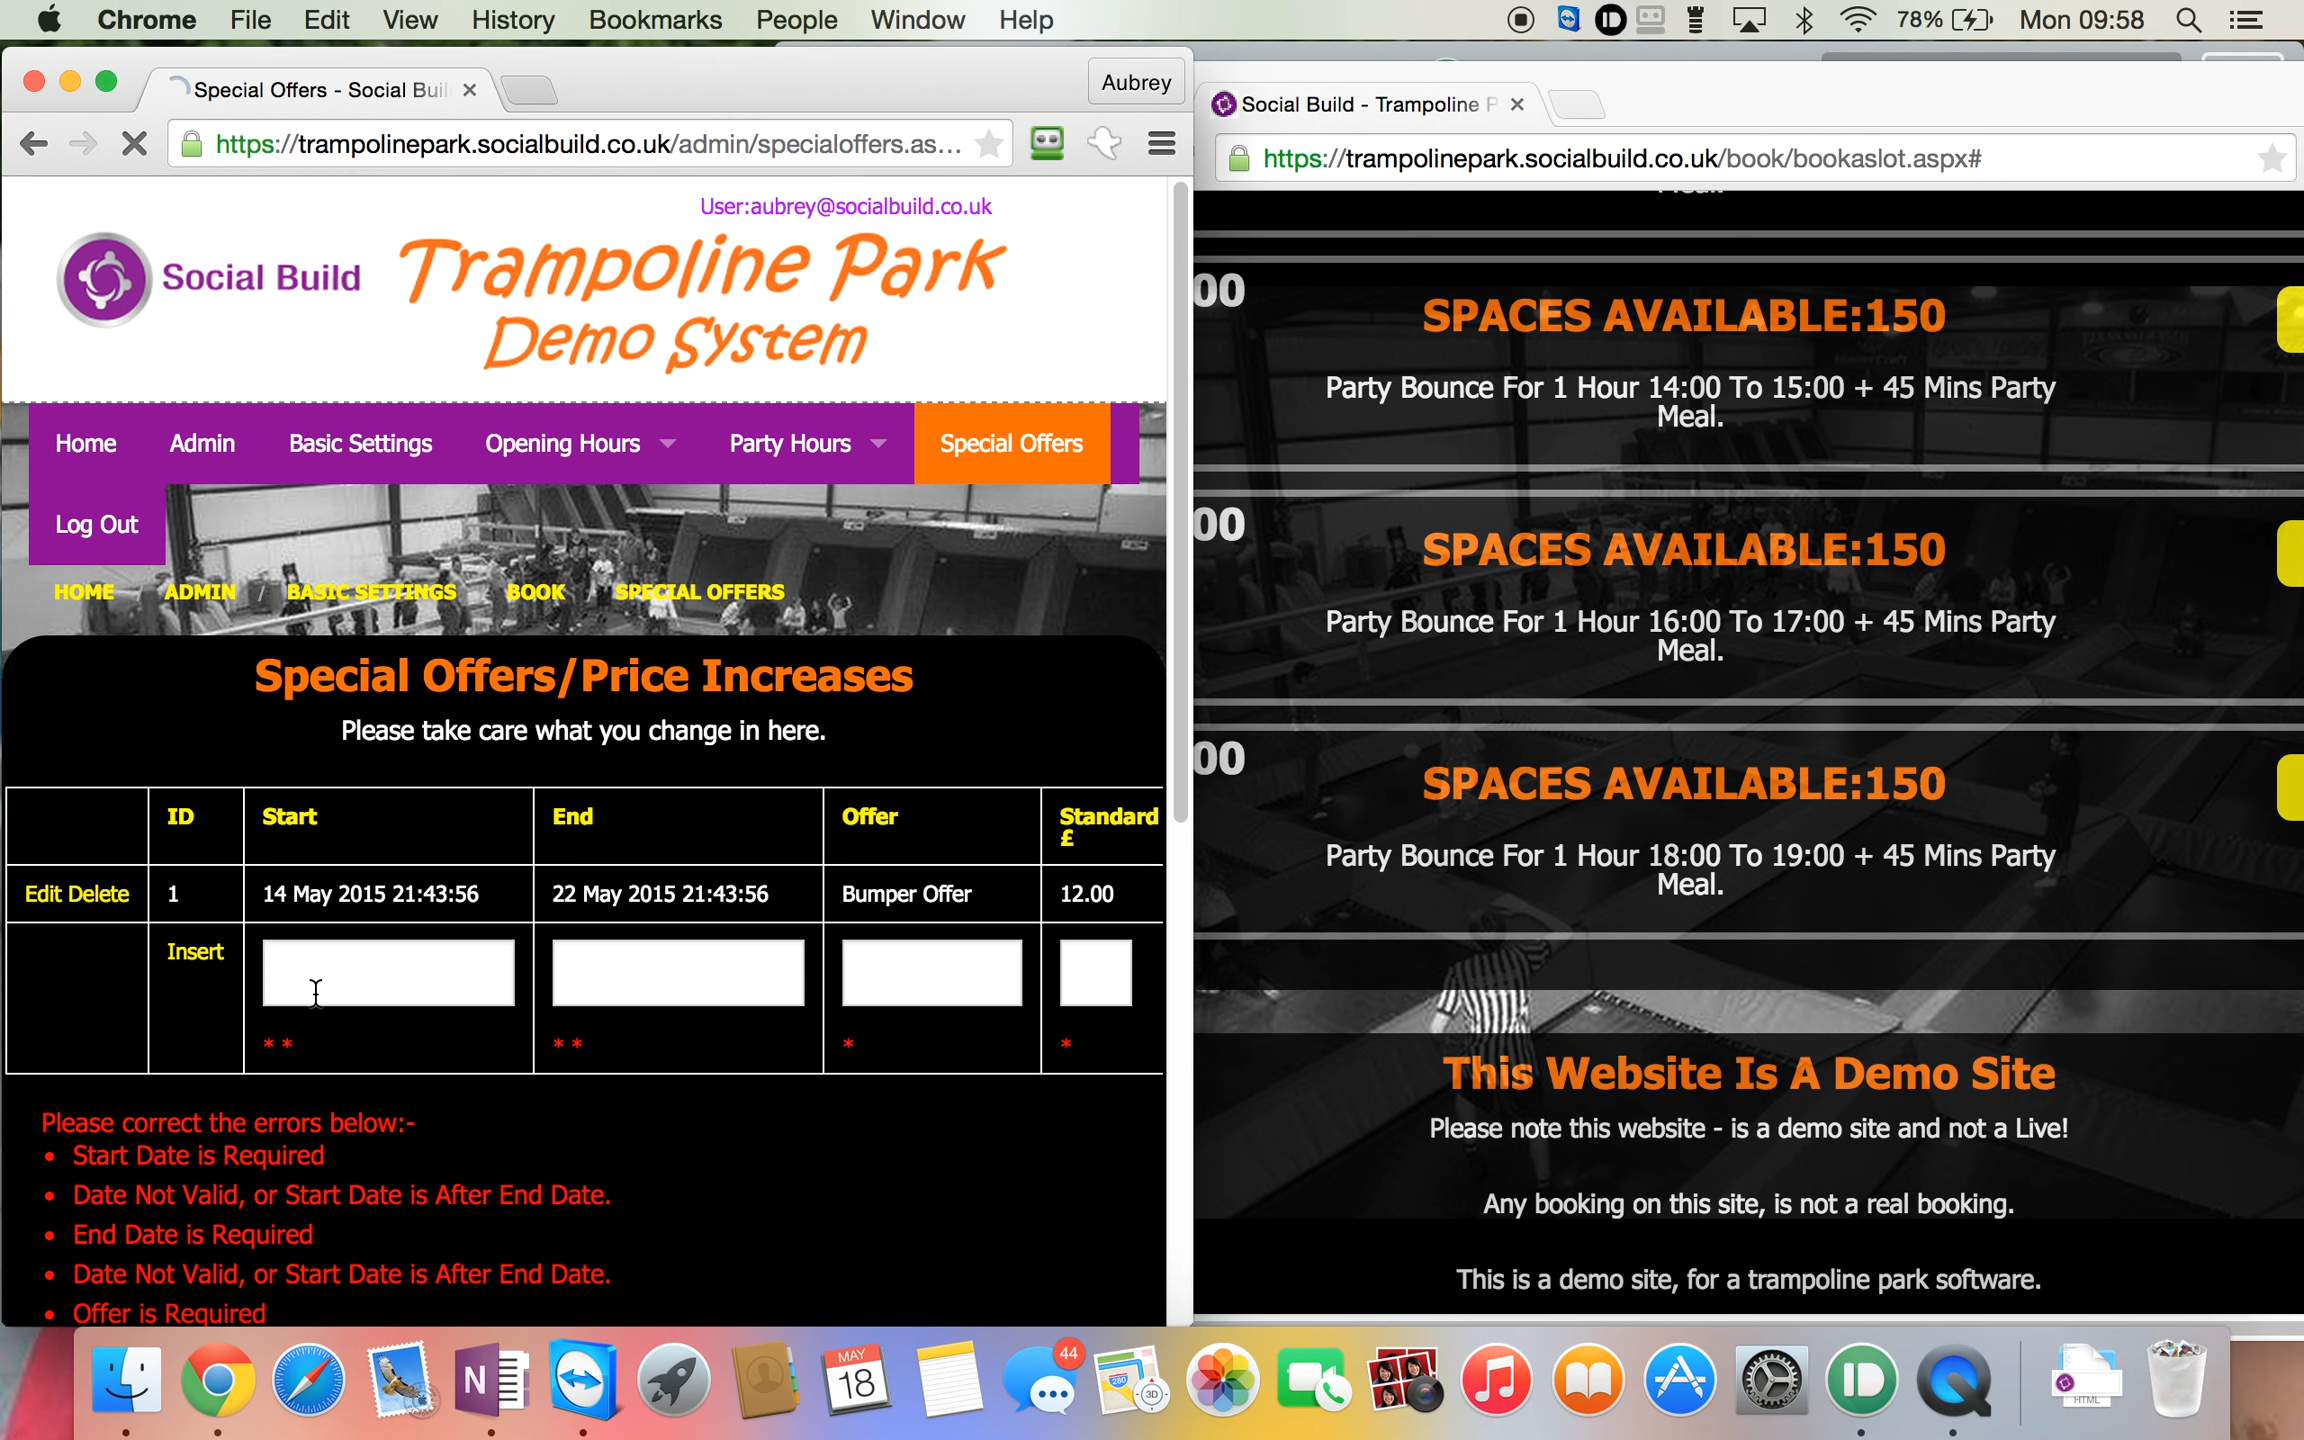 Chrome File Edit View History Bookmarks People Window Help 78% Mon 09:58
Special Offers - Social Buil
Aubrey
https://trampolinepark.socialbuild.co.uk/admin/specialoffers.as...
User:aubrey@socialbuild.co.uk
Social Build
Trampoline Park
Demo System
Home Admin Basic Settings Opening Hours Party Hours Special Offers
Log Out
HOME / ADMIN / BASIC SETTINGS BOOK SPECIAL OFFERS
Special Offers/Price Increases
Please take care what you change in here.
ID Start End Offer Standard
£
Edit Delete 1 14 May 2015 21:43:56 22 May 2015 21:43:56 Bumper Offer 12.00
Insert
* * * * * *
Please correct the errors below:-
• Start Date is Required
• Date Not Valid, or Start Date is After End Date.
• End Date is Required
• Date Not Valid, or Start Date is After End Date.
• Offer is Required
Social Build - Trampoline P
https://trampolinepark.socialbuild.co.uk/book/bookaslot.aspx#
Meal.
00
SPACES AVAILABLE:150
Party Bounce For 1 Hour 14:00 To 15:00 + 45 Mins Party
Meal.
00
SPACES AVAILABLE:150
Party Bounce For 1 Hour 16:00 To 17:00 + 45 Mins Party
Meal.
00
SPACES AVAILABLE:150
Party Bounce For 1 Hour 18:00 To 19:00 + 45 Mins Party
Meal.
This Website Is A Demo Site
Please note this website - is a demo site and not a Live!
Any booking on this site, is not a real booking.
This is a demo site, for a trampoline park software.
N
MAY
18
44
280
3D
HTML